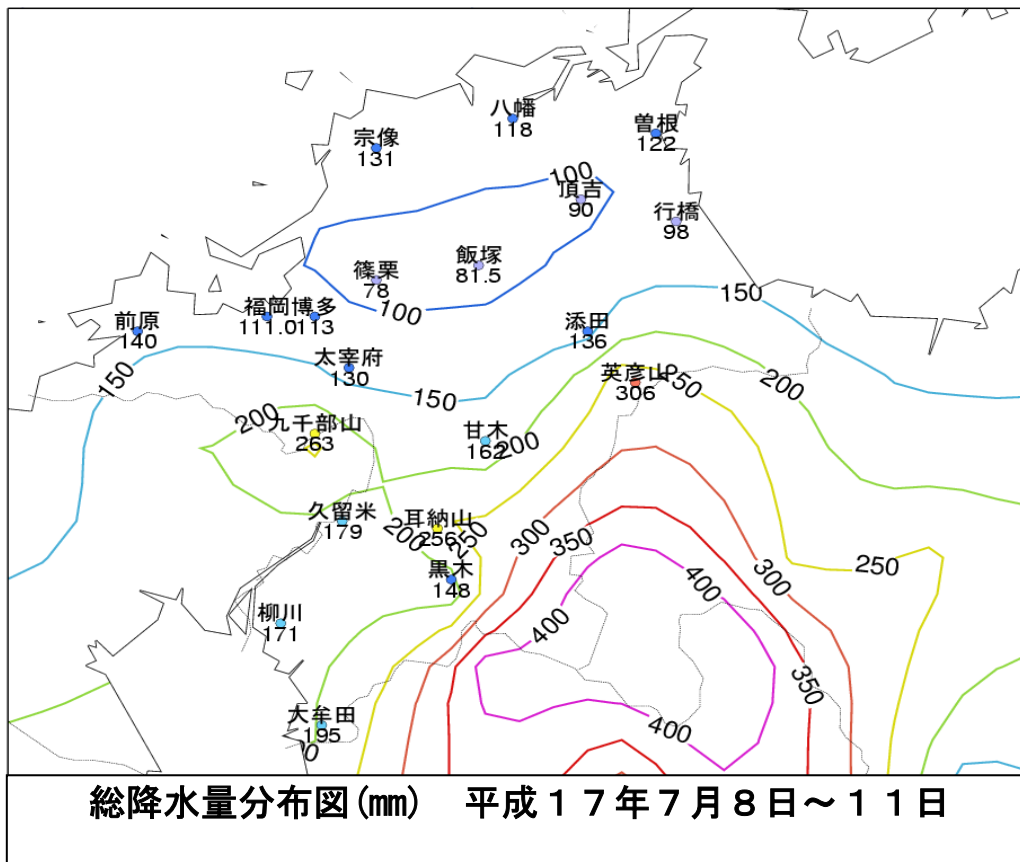 八幡
118
曽根
122
宗像
131
100
頂吉
90
行橋
98
飯塚
81.5
篠栗
78
100
150
福岡
111.0
博多
113
前原
140
添田
136
太宰府
130
150
150
英彦山
306
250
200
200
九千部山
263
甘木
162
200
久留米
179
耳納山
256
200
250
300
350
黒木
148
250
300
400
400
柳川
171
350
大牟田
195
400
総降水量分布図(㎜) 平成17年7月8日~11日